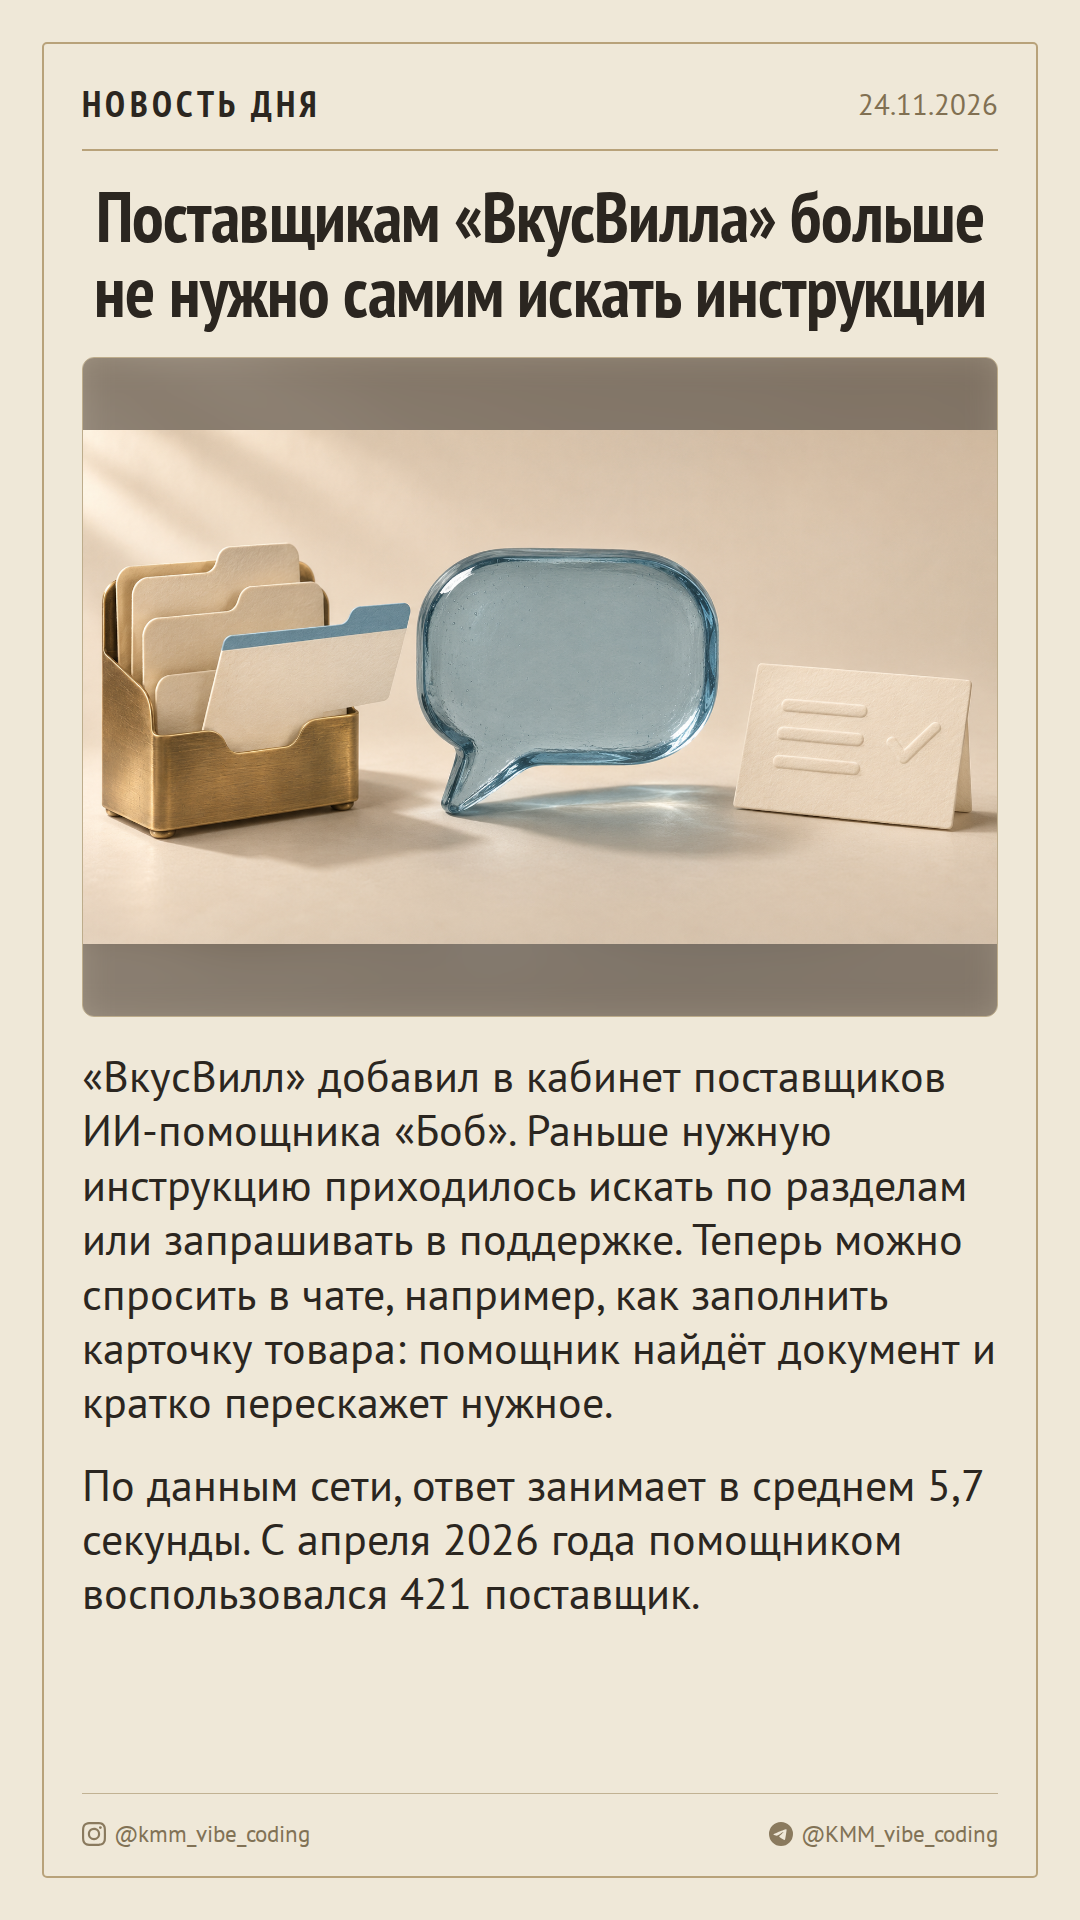 НОВОСТЬ ДНЯ
24.11.2026
Поставщикам «ВкусВилла» больше
не нужно самим искать инструкции
«ВкусВилл» добавил в кабинет поставщиков
ИИ-помощника «Боб». Раньше нужную
инструкцию приходилось искать по разделам
или запрашивать в поддержке. Теперь можно
спросить в чате, например, как заполнить
карточку товара: помощник найдёт документ и
кратко перескажет нужное.
По данным сети, ответ занимает в среднем 5,7
секунды. С апреля 2026 года помощником
воспользовался 421 поставщик.
@kmm_vibe_coding
@KMM_vibe_coding